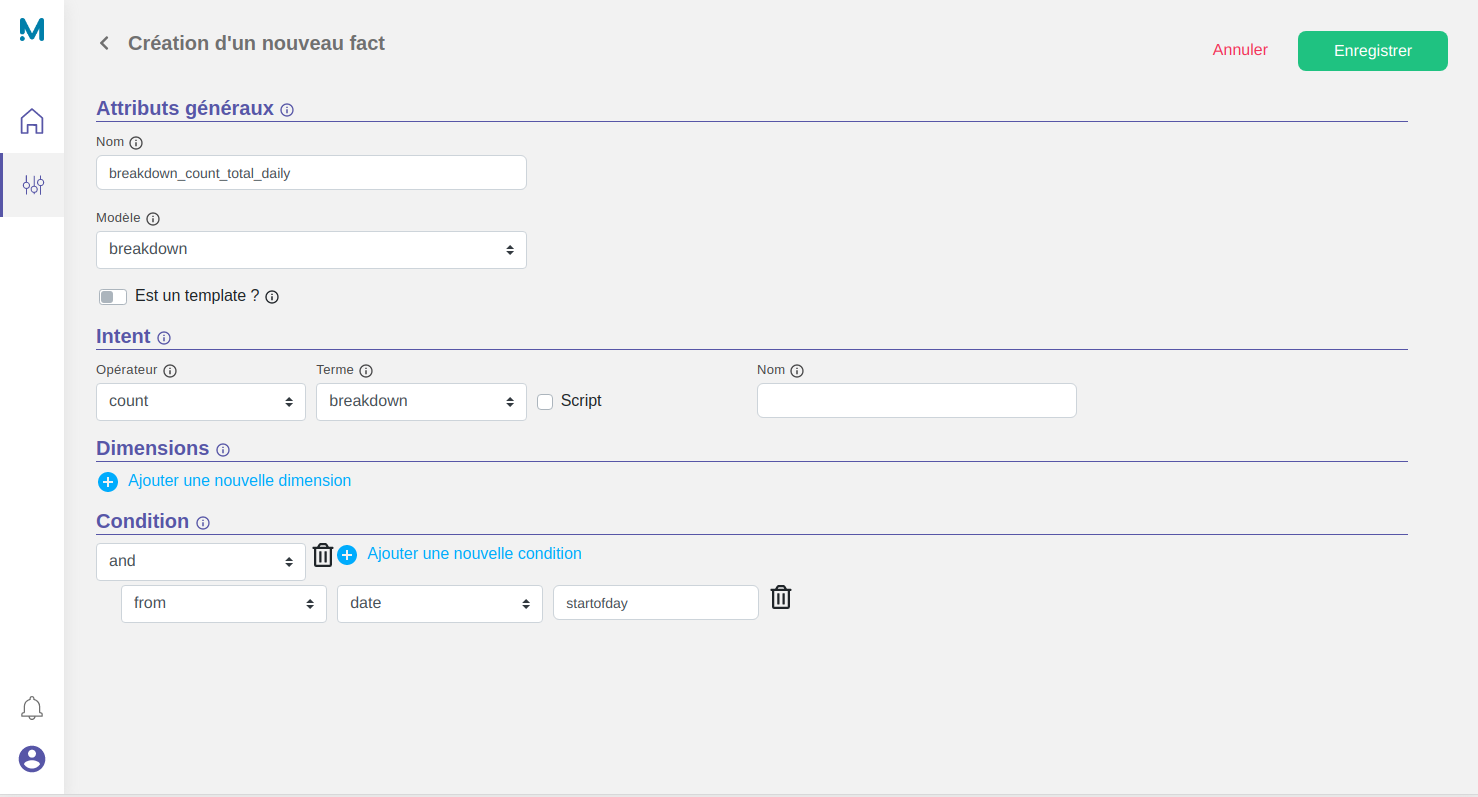 M
Création d'un nouveau fact
Annuler
Enregistrer
Attributs généraux
Nom
breakdown_count_total_daily
Modèle
breakdown
Est un template ?
Intent
Opérateur
Terme
Nom
count
breakdown
Script
Dimensions
Ajouter une nouvelle dimension
Condition
and
Ajouter une nouvelle condition
from
date
startofday